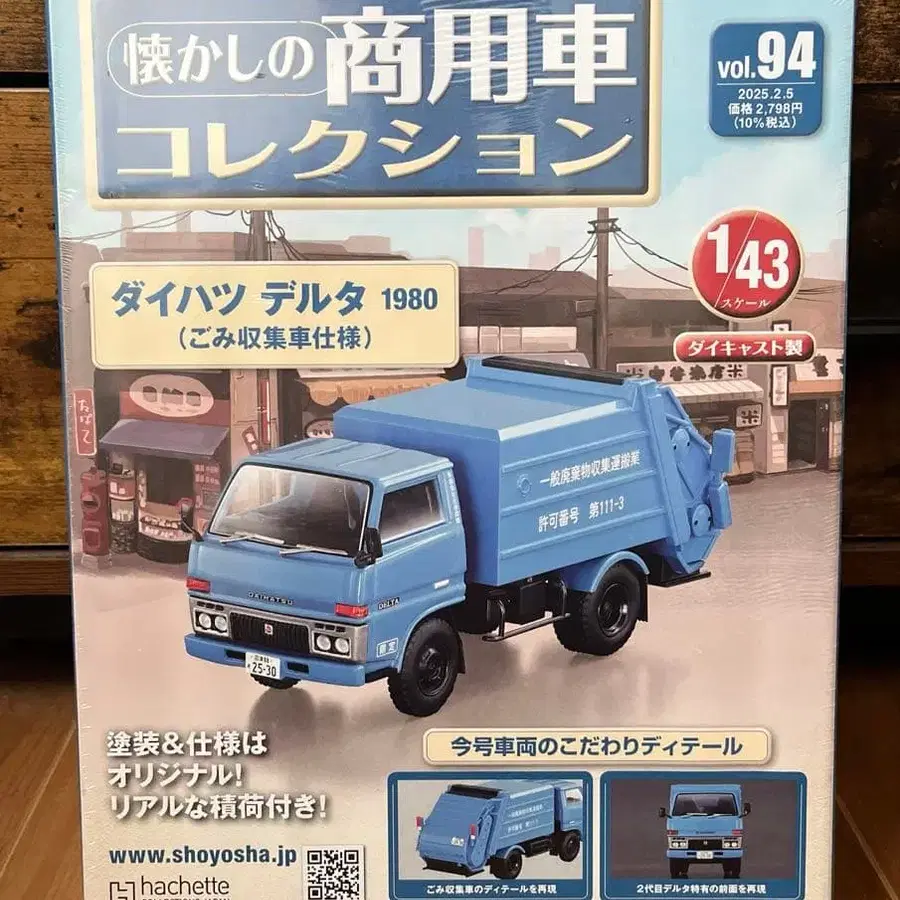 懐かしの商用車
コレクション
vol.94
2025.2.5
価格 2,798円
(10%税込)
1/43
スケール
ダイキャスト製
ダイハツ デルタ 1980
(ごみ収集車仕様)
一般廃棄物収集運搬業
許可番号 第111-3
DAIHATSU
DELTA
25-30
塗装&仕様は
オリジナル!
リアルな積荷付き!
www.shoyosha.jp
hachette
COLLECTIONS JAPAN
今号車両のこだわりディテール
ごみ収集車のディテールを再現
2代目デルタ特有の前面を再現